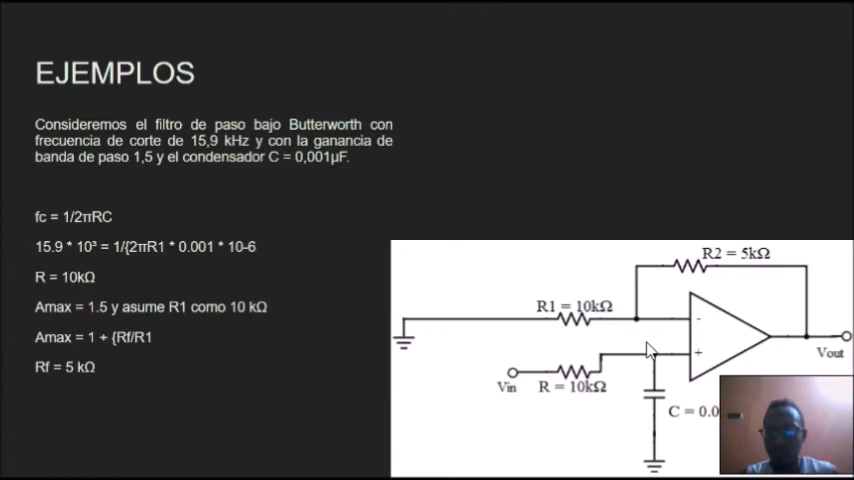 EJEMPLOS
Consideremos el filtro de paso bajo Butterworth con
frecuencia de corte de 15,9 kHz y con la ganancia de
banda de paso 1,5 y el condensador C = 0,001µF.
fc = 1/2πRC
15.9 * 10³ = 1/{2πR1 * 0.001 * 10-6
R = 10kΩ
Amax = 1.5 y asume R1 como 10 kΩ
Amax = 1 + {Rf/R1
Rf = 5 kΩ
R2 = 5kΩ
R1 = 10kΩ
-
+
Vout
Vin
R = 10kΩ
C = 0.0